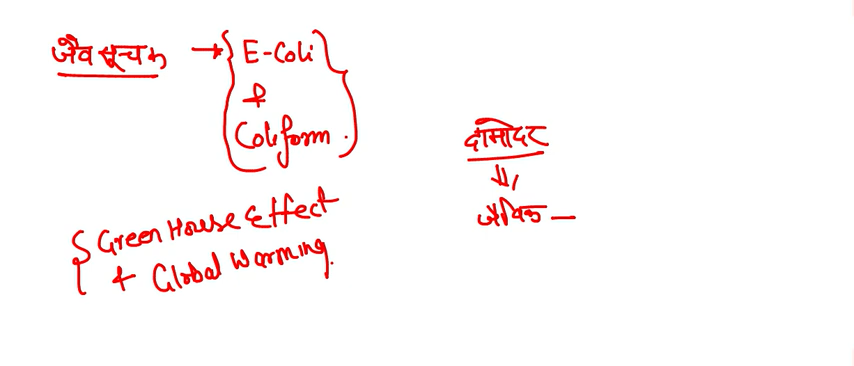 जैव सूचक → { E-Coli
&
Coliform. }
{ Green House Effect
+ Global Warming.
दामोदर
⇓
जैविक —